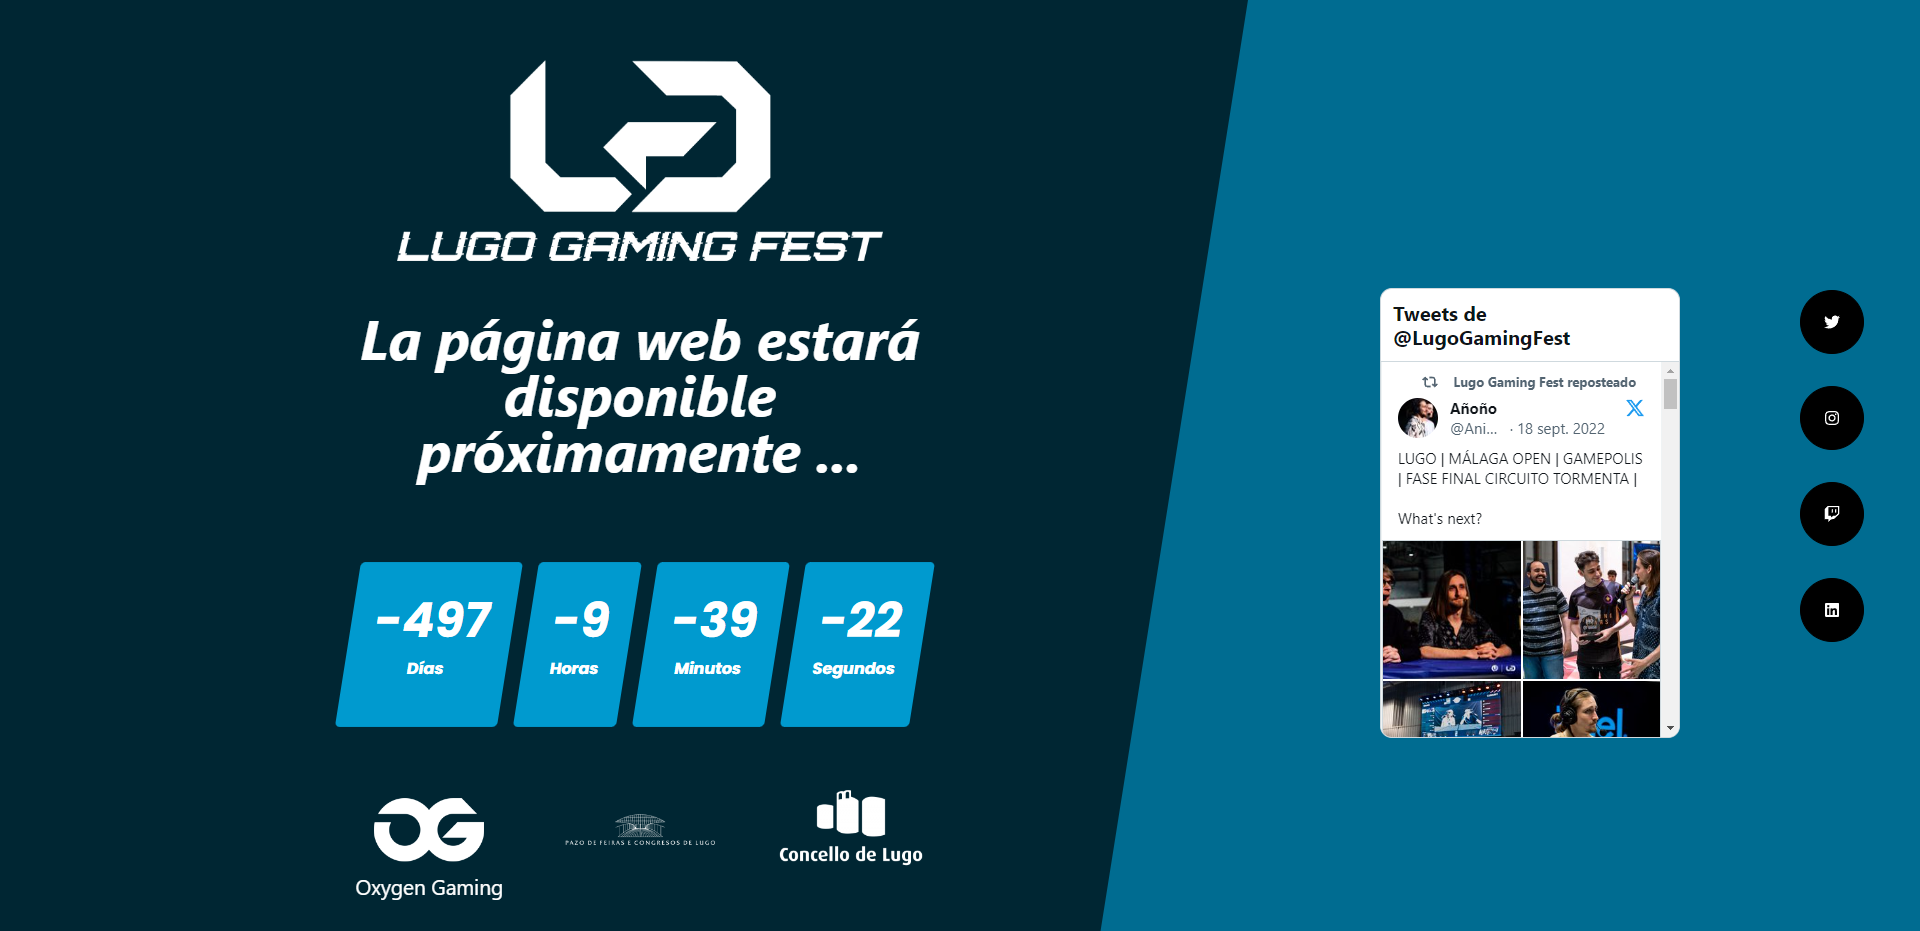 LUGO GAMING FEST
La página web estará
disponible
próximamente ...
-497
Días
-9
Horas
-39
Minutos
-22
Segundos
Oxygen Gaming
PAZO DE FEIRAS E CONGRESOS DE LUGO
Concello de Lugo
Tweets de
@LugoGamingFest
Lugo Gaming Fest reposteado
Añoño
@Ani... · 18 sept. 2022
LUGO | MÁLAGA OPEN | GAMEPOLIS
| FASE FINAL CIRCUITO TORMENTA |
What's next?